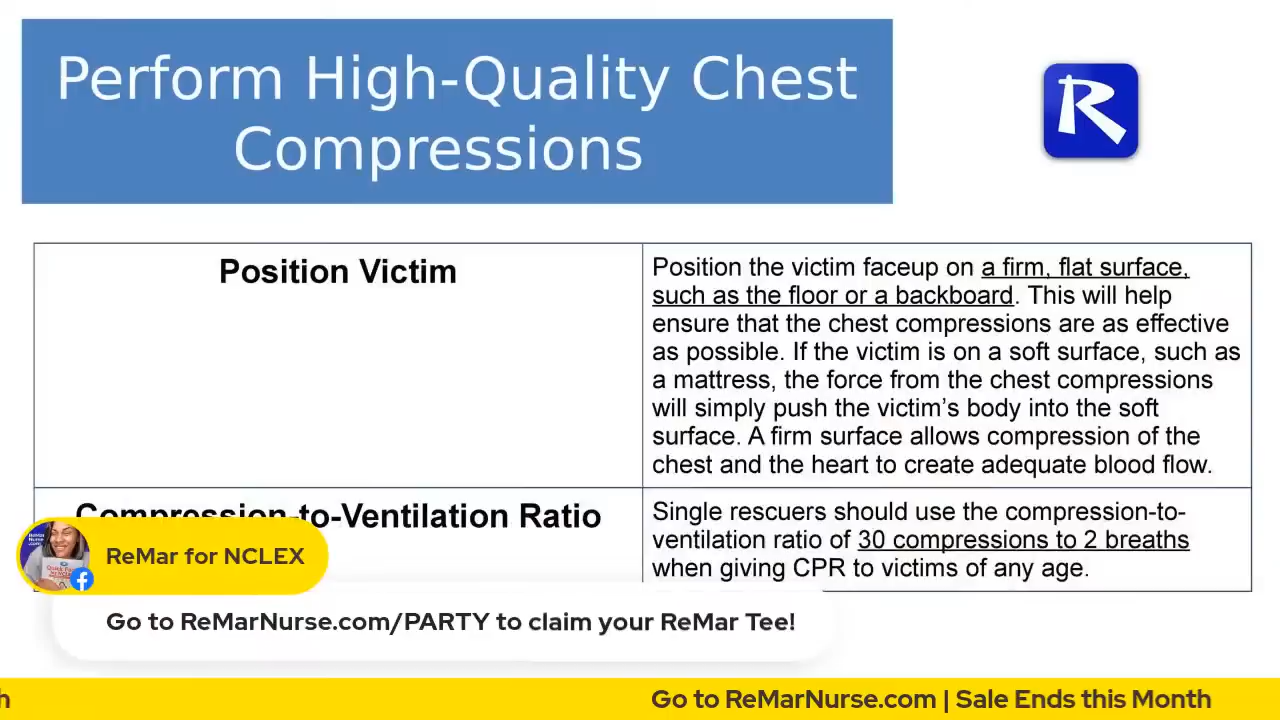 Perform High-Quality Chest
Compressions
R
Position Victim
Position the victim faceup on a firm, flat surface,
such as the floor or a backboard. This will help
ensure that the chest compressions are as effective
as possible. If the victim is on a soft surface, such as
a mattress, the force from the chest compressions
will simply push the victim’s body into the soft
surface. A firm surface allows compression of the
chest and the heart to create adequate blood flow.
Compression-to-Ventilation Ratio
Single rescuers should use the compression-to-
ventilation ratio of 30 compressions to 2 breaths
when giving CPR to victims of any age.
ReMar for NCLEX
Go to ReMarNurse.com/PARTY to claim your ReMar Tee!
h
Go to ReMarNurse.com | Sale Ends this Month